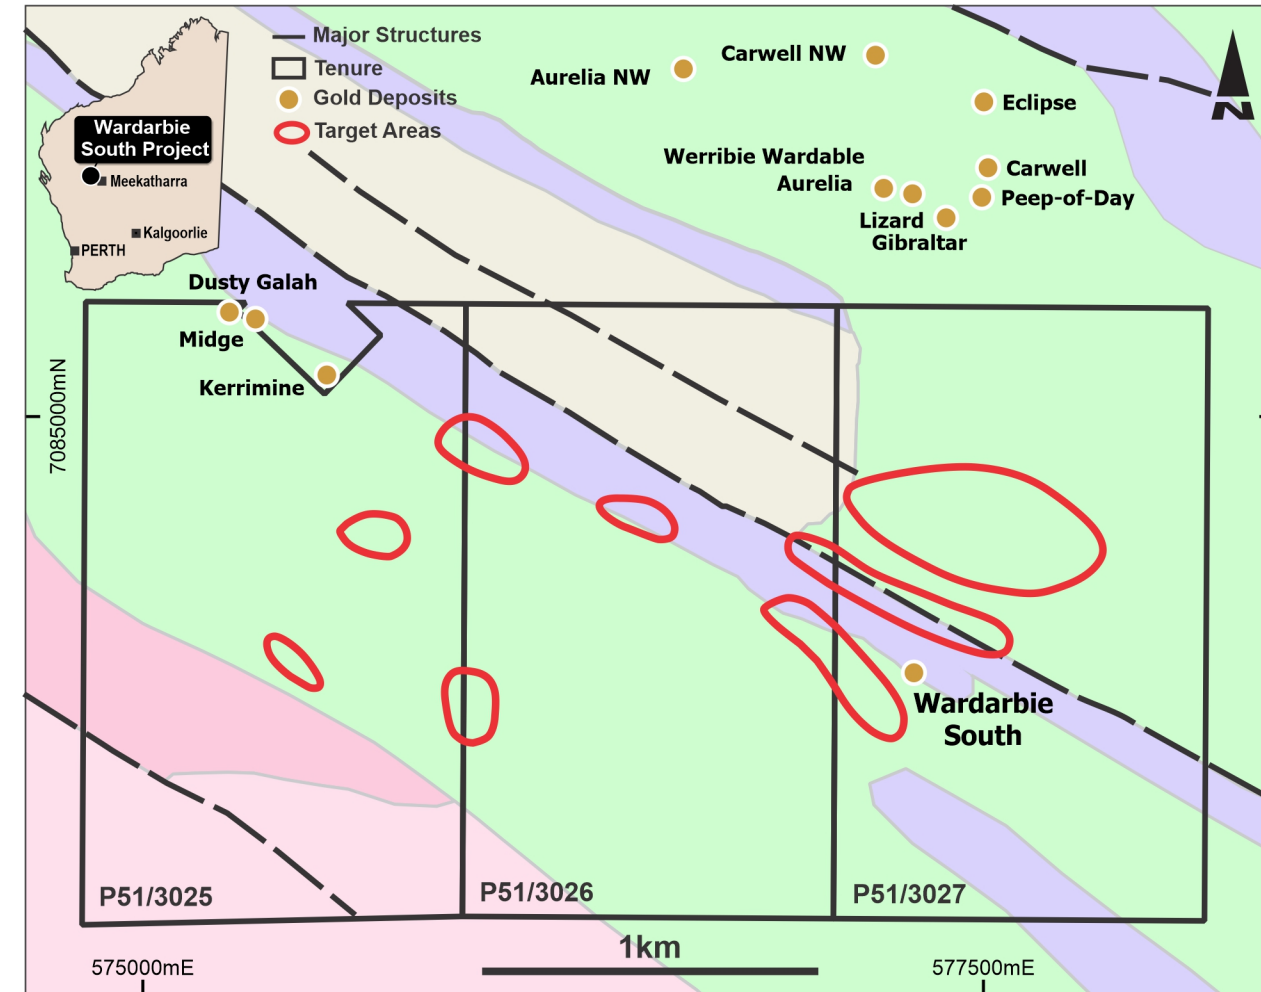 Major Structures
Tenure
Gold Deposits
Target Areas
Wardarbie
South Project
Meekatharra
Kalgoorlie
PERTH
Aurelia NW
Carwell NW
Eclipse
N
Werribie Wardable
Aurelia
Carwell
Peep-of-Day
Lizard
Gibraltar
Dusty Galah
Midge
Kerrimine
7085000mN
Wardarbie
South
P51/3025
P51/3026
P51/3027
1km
575000mE
577500mE